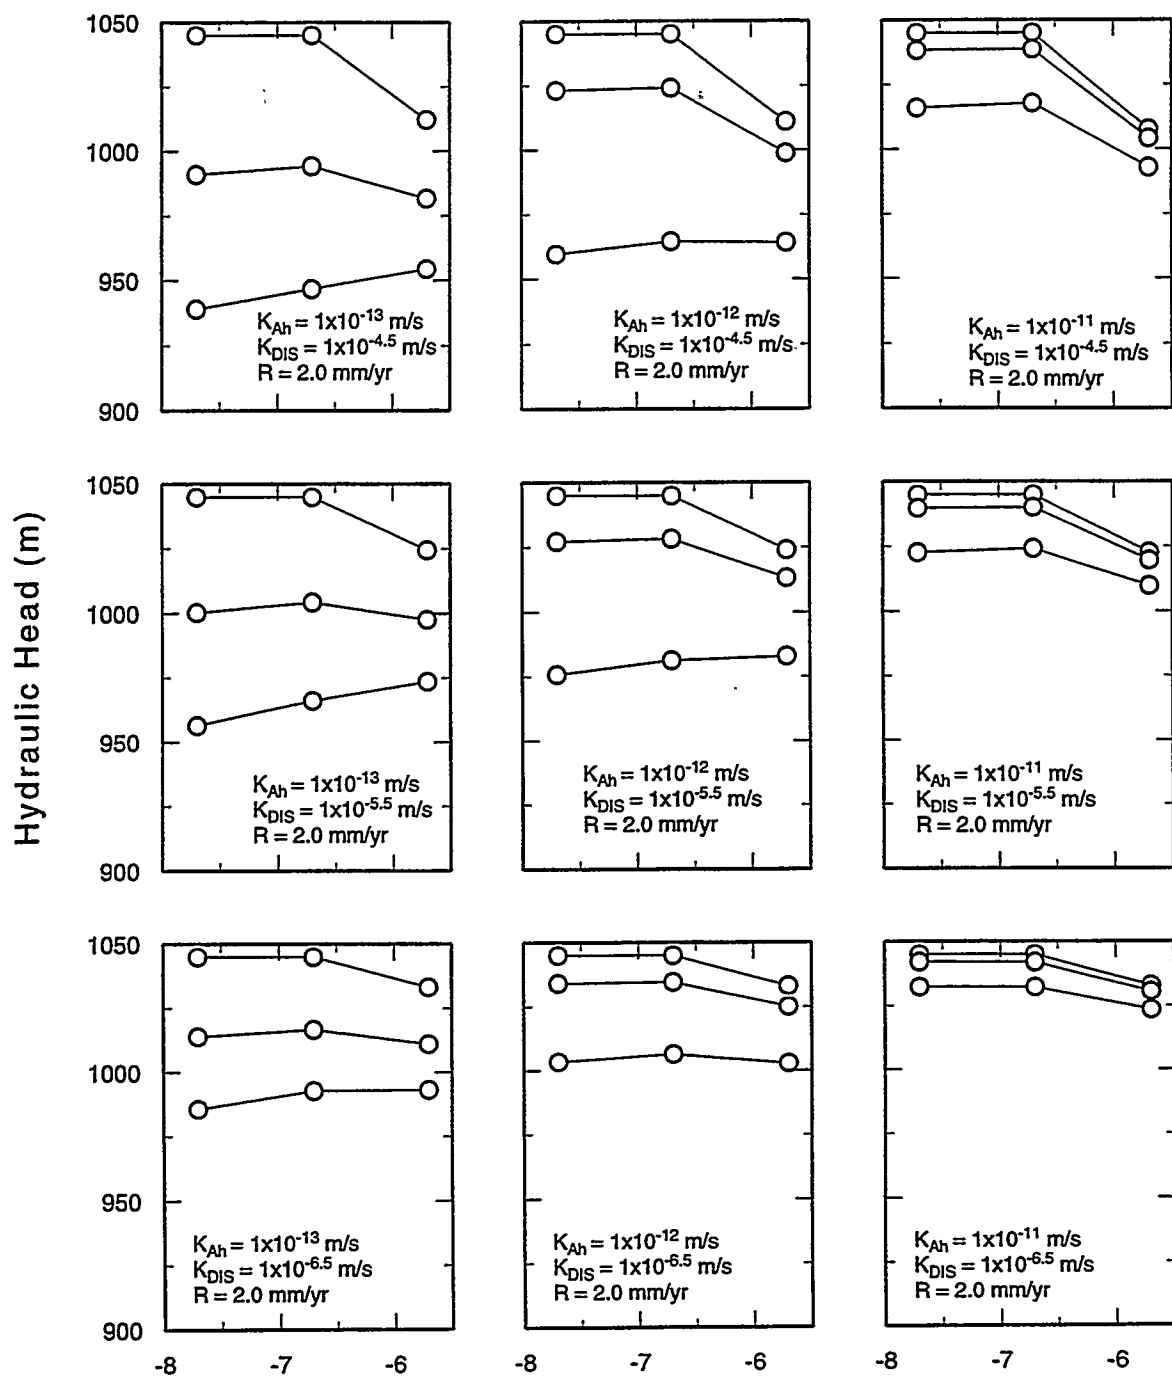 Hydraulic Head (m)
1050
1000
950
900
K_Ah = 1x10^-13 m/s
K_DIS = 1x10^-4.5 m/s
R = 2.0 mm/yr
K_Ah = 1x10^-12 m/s
K_DIS = 1x10^-4.5 m/s
R = 2.0 mm/yr
K_Ah = 1x10^-11 m/s
K_DIS = 1x10^-4.5 m/s
R = 2.0 mm/yr
1050
1000
950
900
K_Ah = 1x10^-13 m/s
K_DIS = 1x10^-5.5 m/s
R = 2.0 mm/yr
K_Ah = 1x10^-12 m/s
K_DIS = 1x10^-5.5 m/s
R = 2.0 mm/yr
K_Ah = 1x10^-11 m/s
K_DIS = 1x10^-5.5 m/s
R = 2.0 mm/yr
1050
1000
950
900
K_Ah = 1x10^-13 m/s
K_DIS = 1x10^-6.5 m/s
R = 2.0 mm/yr
K_Ah = 1x10^-12 m/s
K_DIS = 1x10^-6.5 m/s
R = 2.0 mm/yr
K_Ah = 1x10^-11 m/s
K_DIS = 1x10^-6.5 m/s
R = 2.0 mm/yr
-8 -7 -6 -8 -7 -6 -8 -7 -6